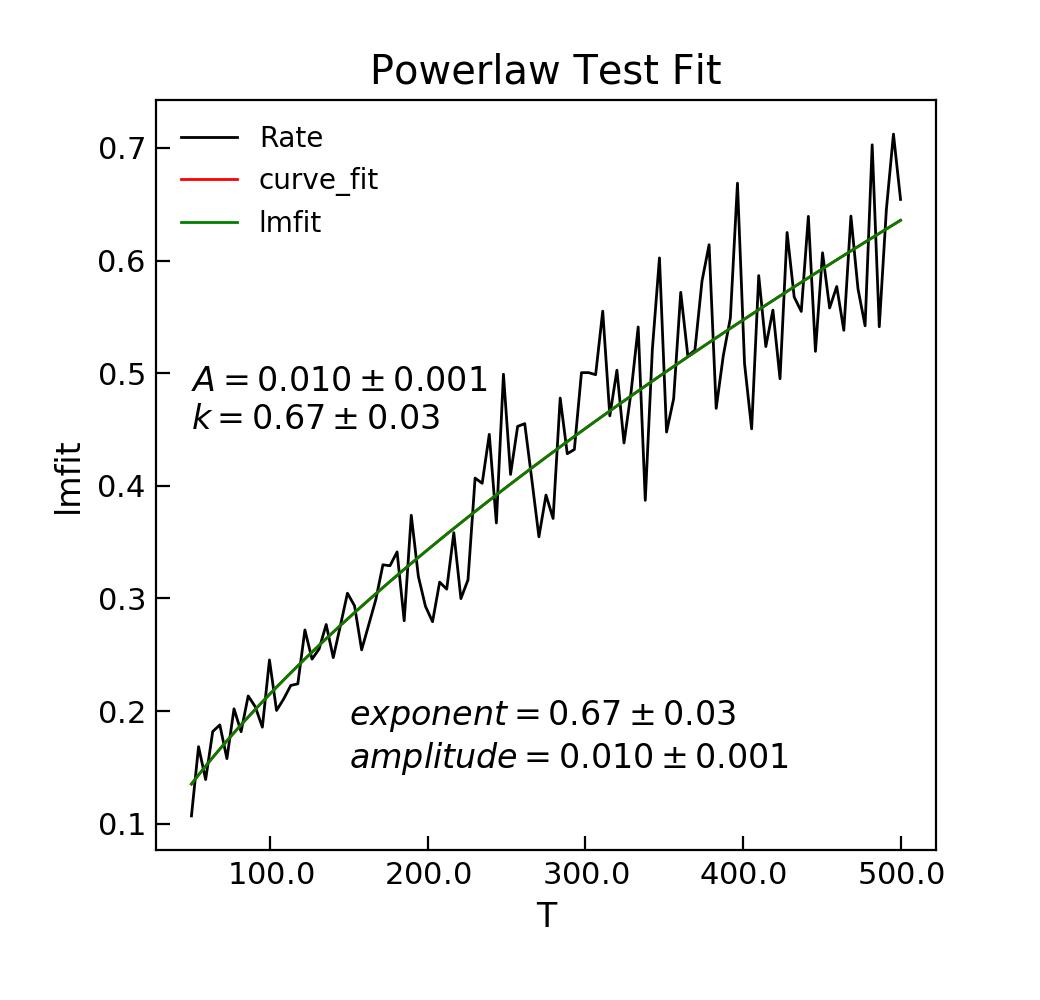 Powerlaw Test Fit
Rate
curve_fit
lmfit
0.7
0.6
0.5
0.4
0.3
0.2
0.1
lmfit
A = 0.010 ± 0.001
k = 0.67 ± 0.03
exponent = 0.67 ± 0.03
amplitude = 0.010 ± 0.001
100.0 200.0 300.0 400.0 500.0
T